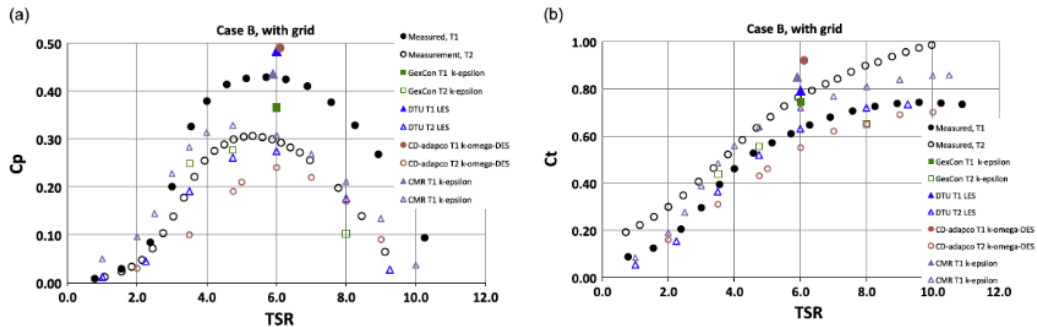 (a)
Case B, with grid
0.50
0.40
0.30
0.20
0.10
0.00
Cp
0.0 2.0 4.0 6.0 8.0 10.0 12.0
TSR
Measured, T1
Measurement, T2
GexCon T1 k-epsilon
GexCon T2 k-epsilon
DTU T1 LES
DTU T2 LES
CD-adapco T1 k-omega-DES
CD-adapco T2 k-omega-DES
CMR T1 k-epsilon
CMR T1 k-epsilon
(b)
Case B, with grid
1.00
0.80
0.60
0.40
0.20
0.00
Ct
0.0 2.0 4.0 6.0 8.0 10.0 12.0
TSR
Measured, T1
Measured, T2
GexCon T1 k-epsilon
GexCon T2 k-epsilon
DTU T1 LES
DTU T2 LES
CD-adapco T1 k-omega-DES
CD-adapco T2 k-omega-DES
CMR T1 k-epsilon
CMR T1 k-epsilon